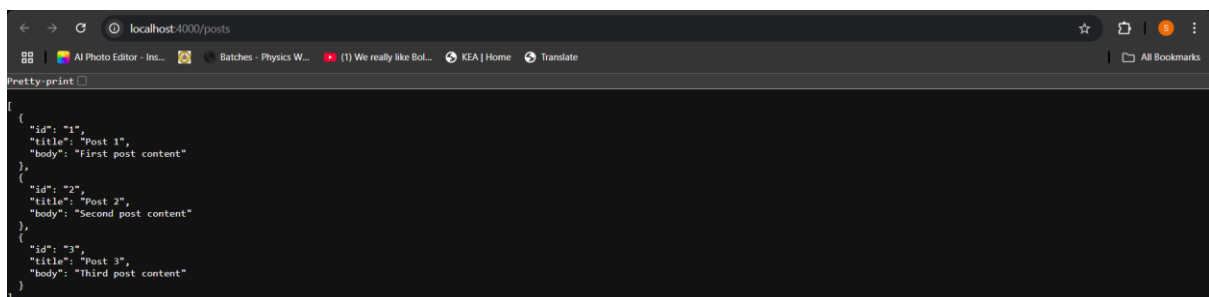 localhost:4000/posts
S
AI Photo Editor - Ins... Batches - Physics W... (1) We really like Bol... KEA | Home Translate All Bookmarks
Pretty-print
[
  {
    "id": "1",
    "title": "Post 1",
    "body": "First post content"
  },
  {
    "id": "2",
    "title": "Post 2",
    "body": "Second post content"
  },
  {
    "id": "3",
    "title": "Post 3",
    "body": "Third post content"
  }
]